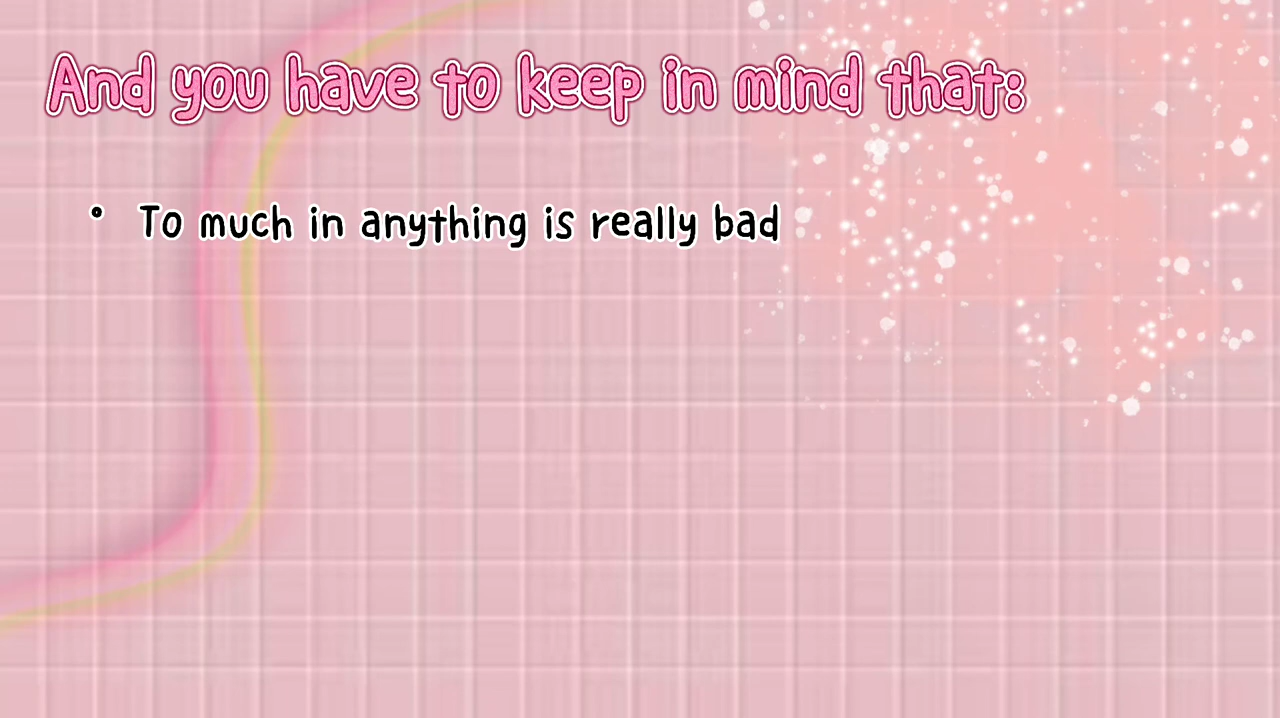 And you have to keep in mind that:
° To much in anything is really bad